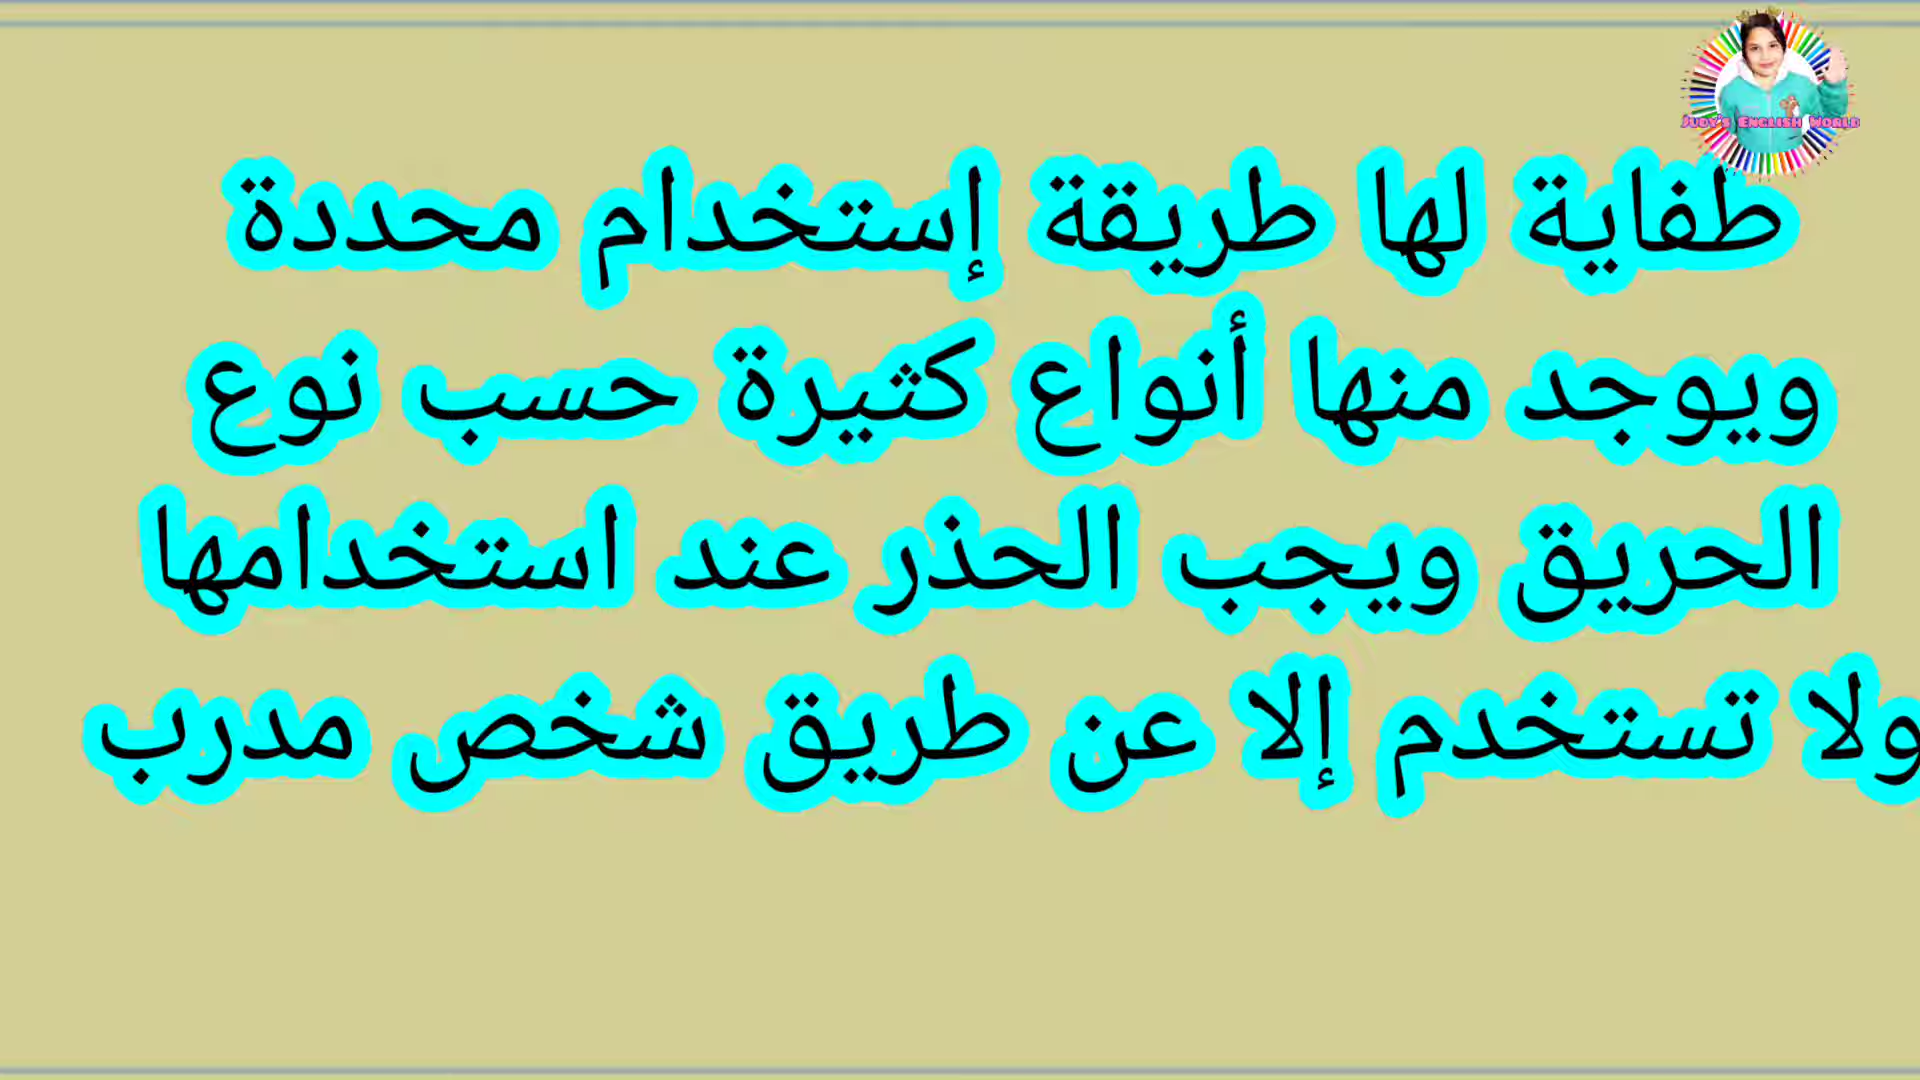 Judy's English World
طفاية لها طريقة إستخدام محددة
ويوجد منها أنواع كثيرة حسب نوع
الحريق ويجب الحذر عند استخدامها
ولا تستخدم إلا عن طريق شخص مدرب